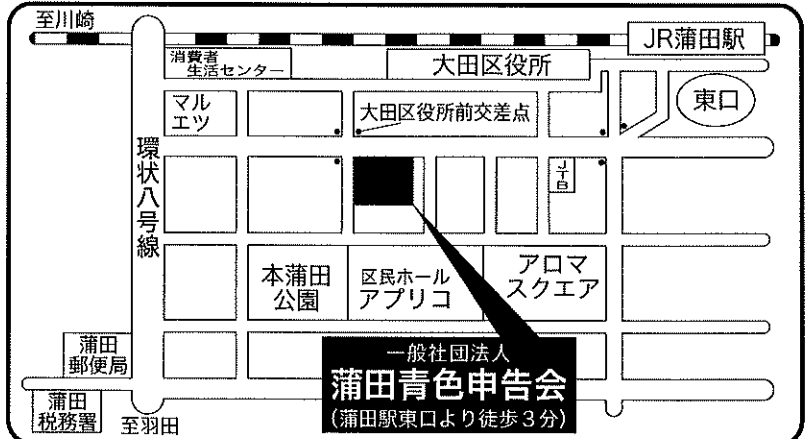 至川崎
JR蒲田駅
消費者
生活センター
大田区役所
マル
エツ
大田区役所前交差点
東口
環状八号線
JTB
本蒲田
公園
区民ホール
アプリコ
アロマ
スクエア
蒲田
郵便局
一般社団法人
蒲田青色申告会
(蒲田駅東口より徒歩3分)
蒲田
税務署
至羽田